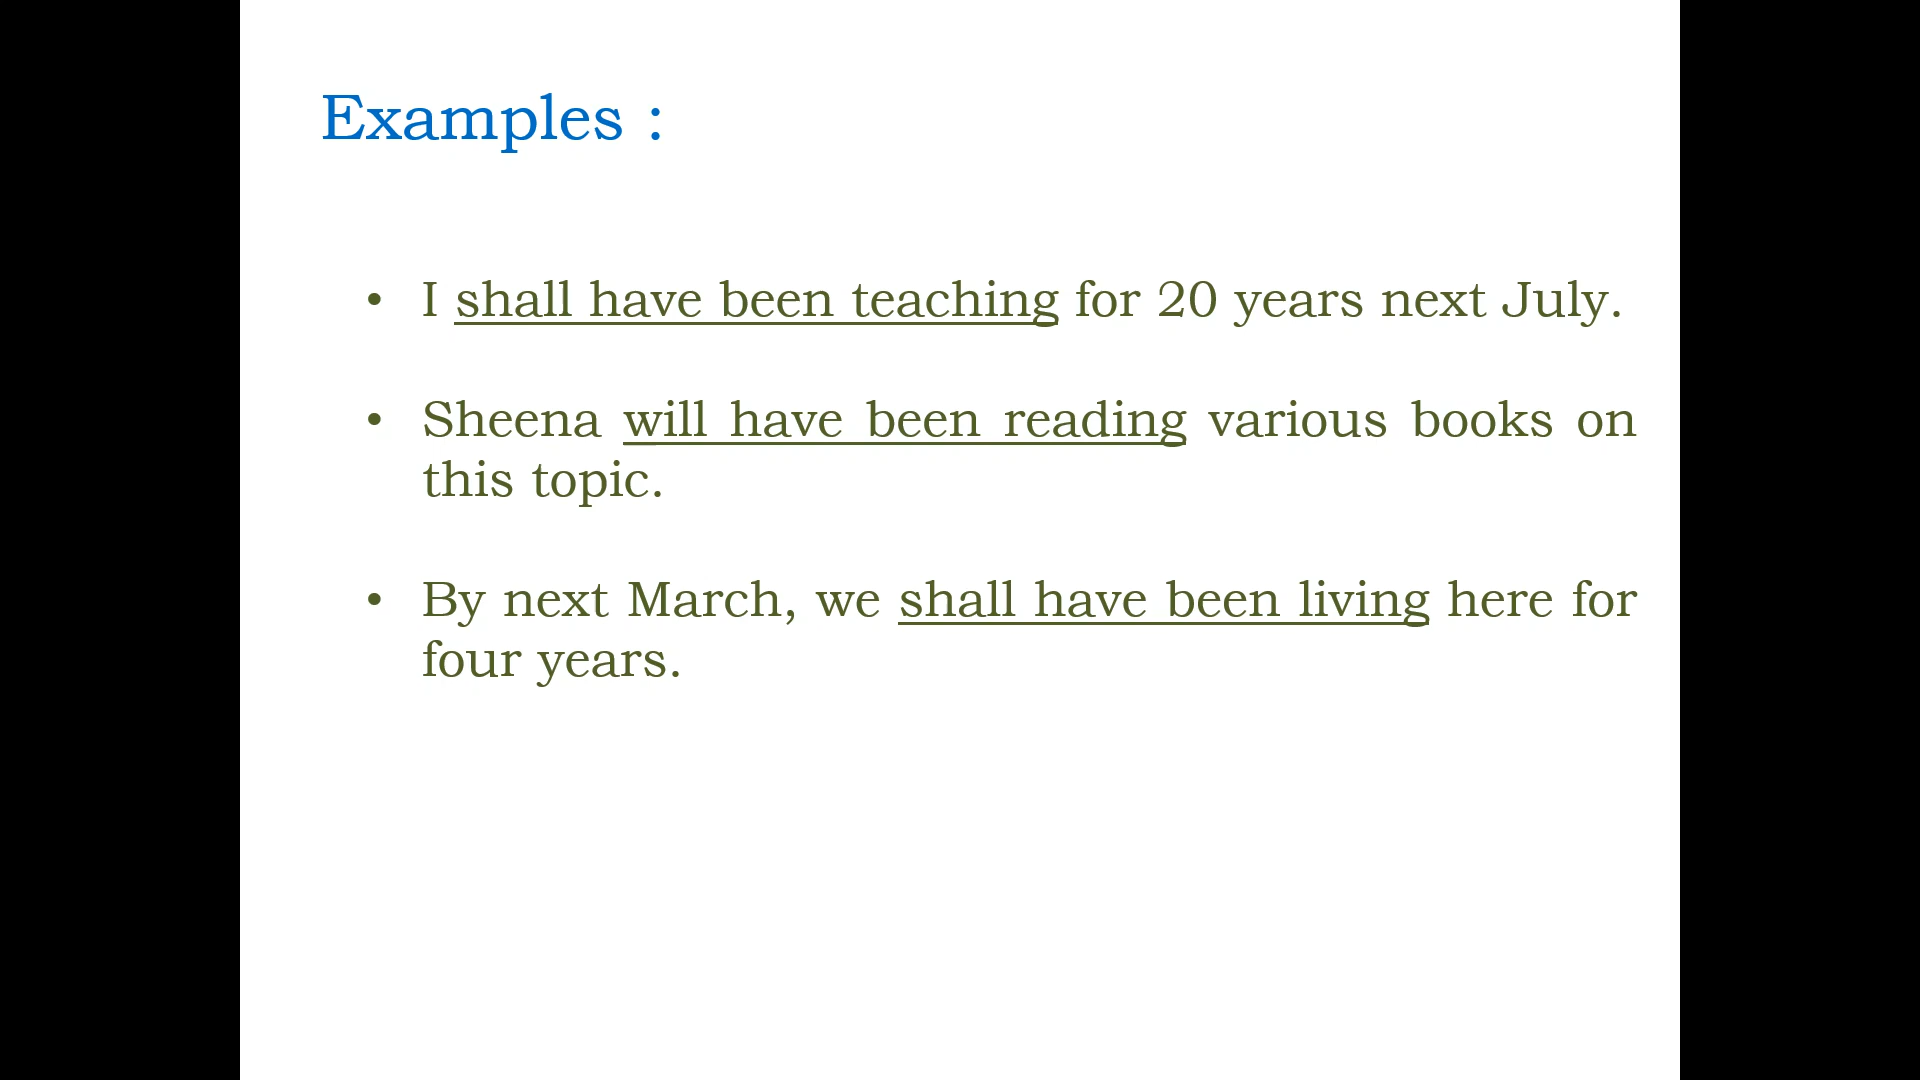 Examples :
• I shall have been teaching for 20 years next July.
• Sheena will have been reading various books on
this topic.
• By next March, we shall have been living here for
four years.